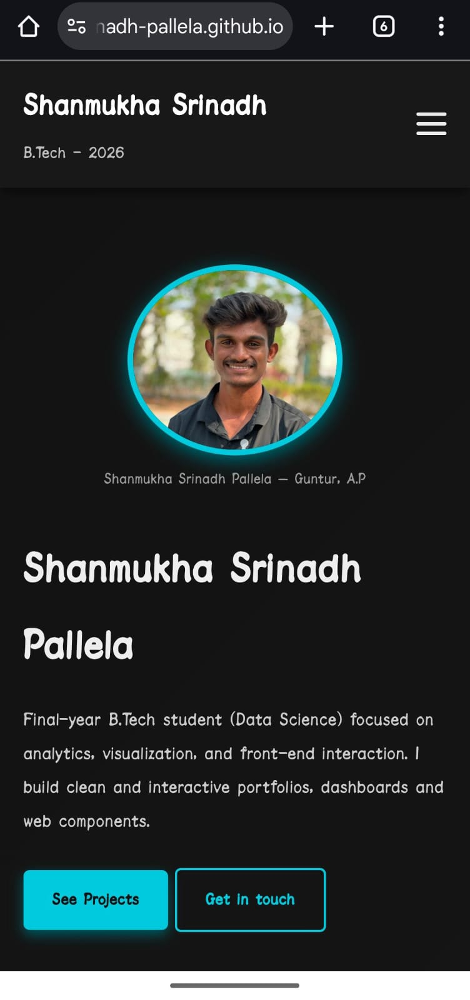 nadh-pallela.github.io
6
Shanmukha Srinadh
B.Tech - 2026
Shanmukha Srinadh Pallela — Guntur, A.P
Shanmukha Srinadh
Pallela
Final-year B.Tech student (Data Science) focused on
analytics, visualization, and front-end interaction. I
build clean and interactive portfolios, dashboards and
web components.
See Projects
Get in touch